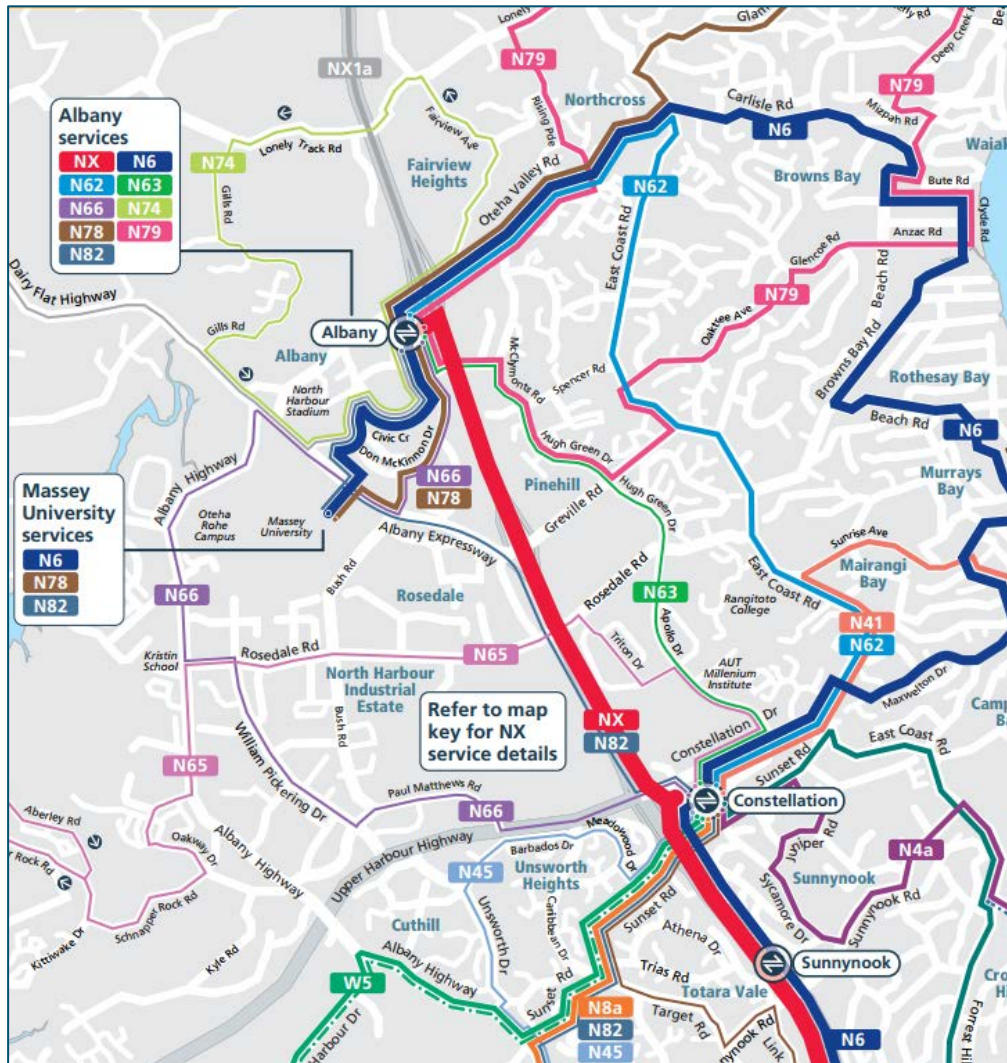 Lonely
NX1a
N79
Rising Pde
Northcross
Carlisle Rd
N6
Deep Creek
N79
Mizpah Rd
Albany
services
NX N6
N62 N63
N66 N74
N78 N79
N82
Lonely Track Rd
Fairview Ave
N74
Gills Rd
Fairview
Heights
Oteha Valley Rd
N62
Browns Bay
Bute Rd
Clyde Rd
Anzac Rd
Glencoe Rd
N79
East Coast Rd
Beach Rd
Oaktree Ave
Dairy Flat Highway
Albany
Gills Rd
Albany
McClymonts Rd
Spencer Rd
Browns Bay Rd
Rothesay Bay
North
Harbour
Stadium
Civic Cr
Don McKinnon Dr
Hugh Green Dr
Beach Rd
N6
Murrays
Bay
N66
N78
Pinehill
Greville Rd
Hugh Green Dr
Massey
University
services
N6
N78
N82
Albany Highway
Oteha
Rohe
Campus
Massey
University
Albany Expressway
Sunrise Ave
Mairangi
Bay
Bush Rd
Rosedale
Rosedale Rd
East Coast Rd
Rangitoto
College
N63
N66
N41
N62
Apollo Dr
Kristin
School
Rosedale Rd
N65
Triton Dr
AUT
Millenium
Institute
North Harbour
Industrial
Estate
Maxwelton Dr
Refer to map
key for NX
service details
NX
N82
Constellation Dr
Bush Rd
William Pickering Dr
N65
Sunset Rd
East Coast Rd
Paul Matthews Rd
N66
Constellation
Aberley Rd
Oakway Dr
Albany Highway
Upper Harbour Highway
Meadowood Dr
Barbados Dr
N45
Unsworth
Heights
Juniper Rd
N4a
Sunnynook
Schnapper Rock Rd
Kittiwake Dr
Kyle Rd
Cuthill
Unsworth Dr
Caribbean Dr
Sunset Rd
Athena Dr
Sycamore Dr
Sunnynook Rd
Albany Highway
Sunset Rd
Trias Rd
Sunnynook
W5
Totara Vale
N8a
N82
N45
Target Rd
Link
N6
Harbour Dr
Forrest